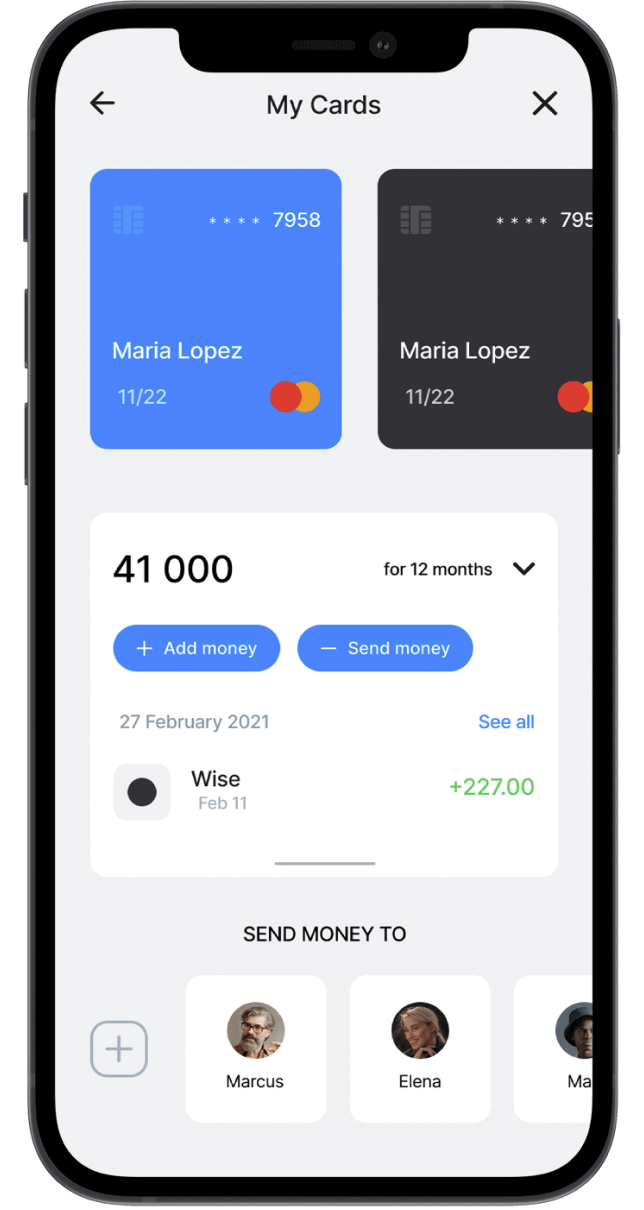 My Cards
* * * * 7958
* * * * 795
Maria Lopez
Maria Lopez
11/22
11/22
41 000
for 12 months
+ Add money
− Send money
27 February 2021
See all
Wise
+227.00
Feb 11
SEND MONEY TO
Marcus
Elena
Ma